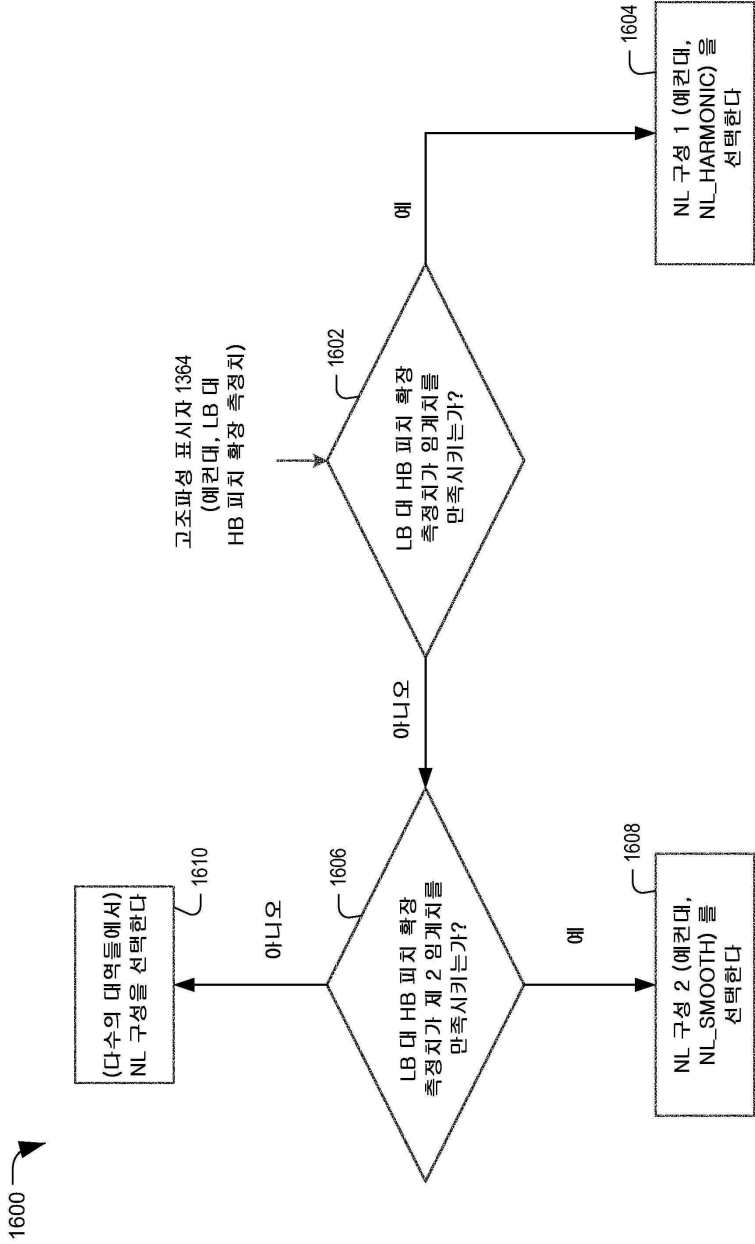 1600
고조파성 표시자 1364
(예컨대, LB 대
HB 피치 확장 측정치)
1602
LB 대 HB 피치 확장
측정치가 임계치를
만족시키는가?
예
1604
NL 구성 1 (예컨대,
NL_HARMONIC) 을
선택한다
아니오
1606
LB 대 HB 피치 확장
측정치가 제 2 임계치를
만족시키는가?
예
1608
NL 구성 2 (예컨대,
NL_SMOOTH) 를
선택한다
아니오
1610
(다수의 대역들에서)
NL 구성을 선택한다